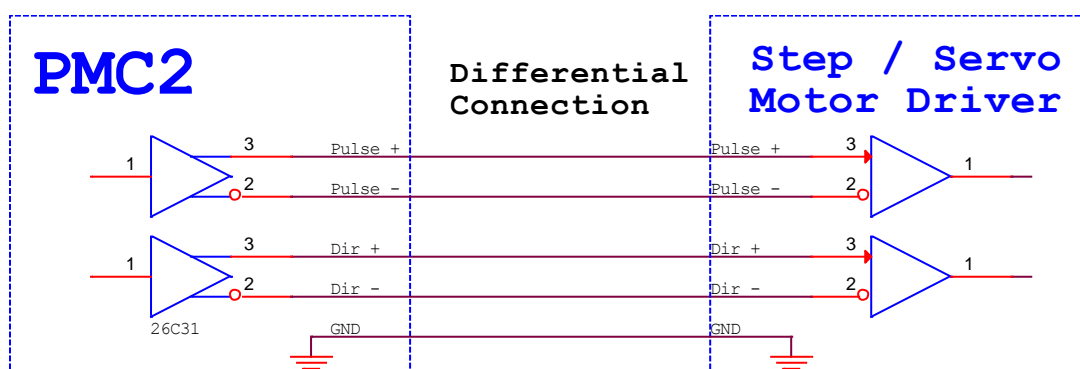 PMC2
Differential
Connection
Step / Servo
Motor Driver
1
3
Pulse +
Pulse +
3
1
2
Pulse -
Pulse -
2
1
3
Dir +
Dir +
3
1
2
Dir -
Dir -
2
26C31
GND
GND